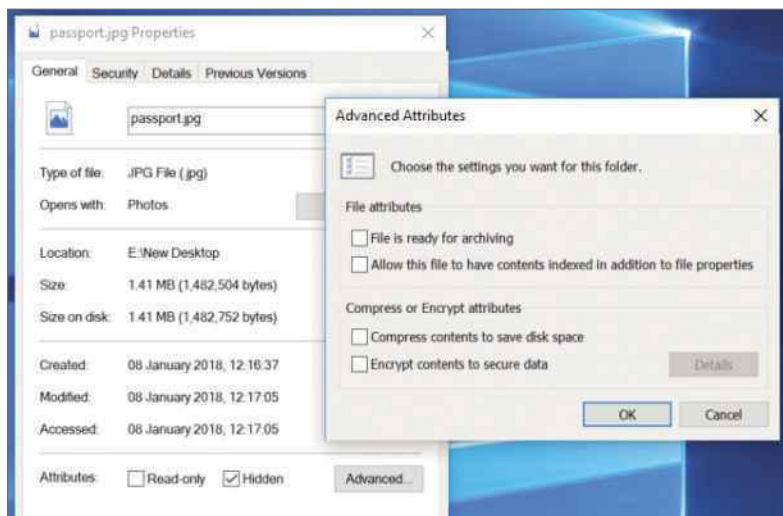 passport.jpg Properties
General Security Details Previous Versions
passport.jpg
Type of file: JPG File (.jpg)
Opens with: Photos
Location: E:\New Desktop
Size: 1.41 MB (1,482,504 bytes)
Size on disk: 1.41 MB (1,482,752 bytes)
Created: 08 January 2018, 12:16:37
Modified: 08 January 2018, 12:17:05
Accessed: 08 January 2018, 12:17:05
Attributes: Read-only Hidden Advanced...
Advanced Attributes
Choose the settings you want for this folder.
File attributes
File is ready for archiving
Allow this file to have contents indexed in addition to file properties
Compress or Encrypt attributes
Compress contents to save disk space
Encrypt contents to secure data Details
OK Cancel